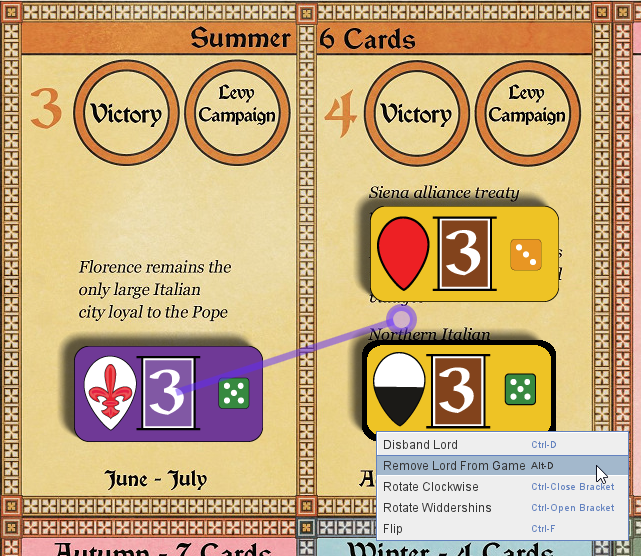 Summer
6 Cards
3
Victory
Levy
Campaign
4
Victory
Levy
Campaign
Siena alliance treaty
3
Florence remains the
only large Italian
city loyal to the Pope
Northern Italian
3
3
June - July
Disband Lord Ctrl-D
Remove Lord From Game Alt-D
Rotate Clockwise Ctrl-Close Bracket
Rotate Widdershins Ctrl-Open Bracket
Flip Ctrl-F
Autumn - 7 Cards
Winter - 4 Cards